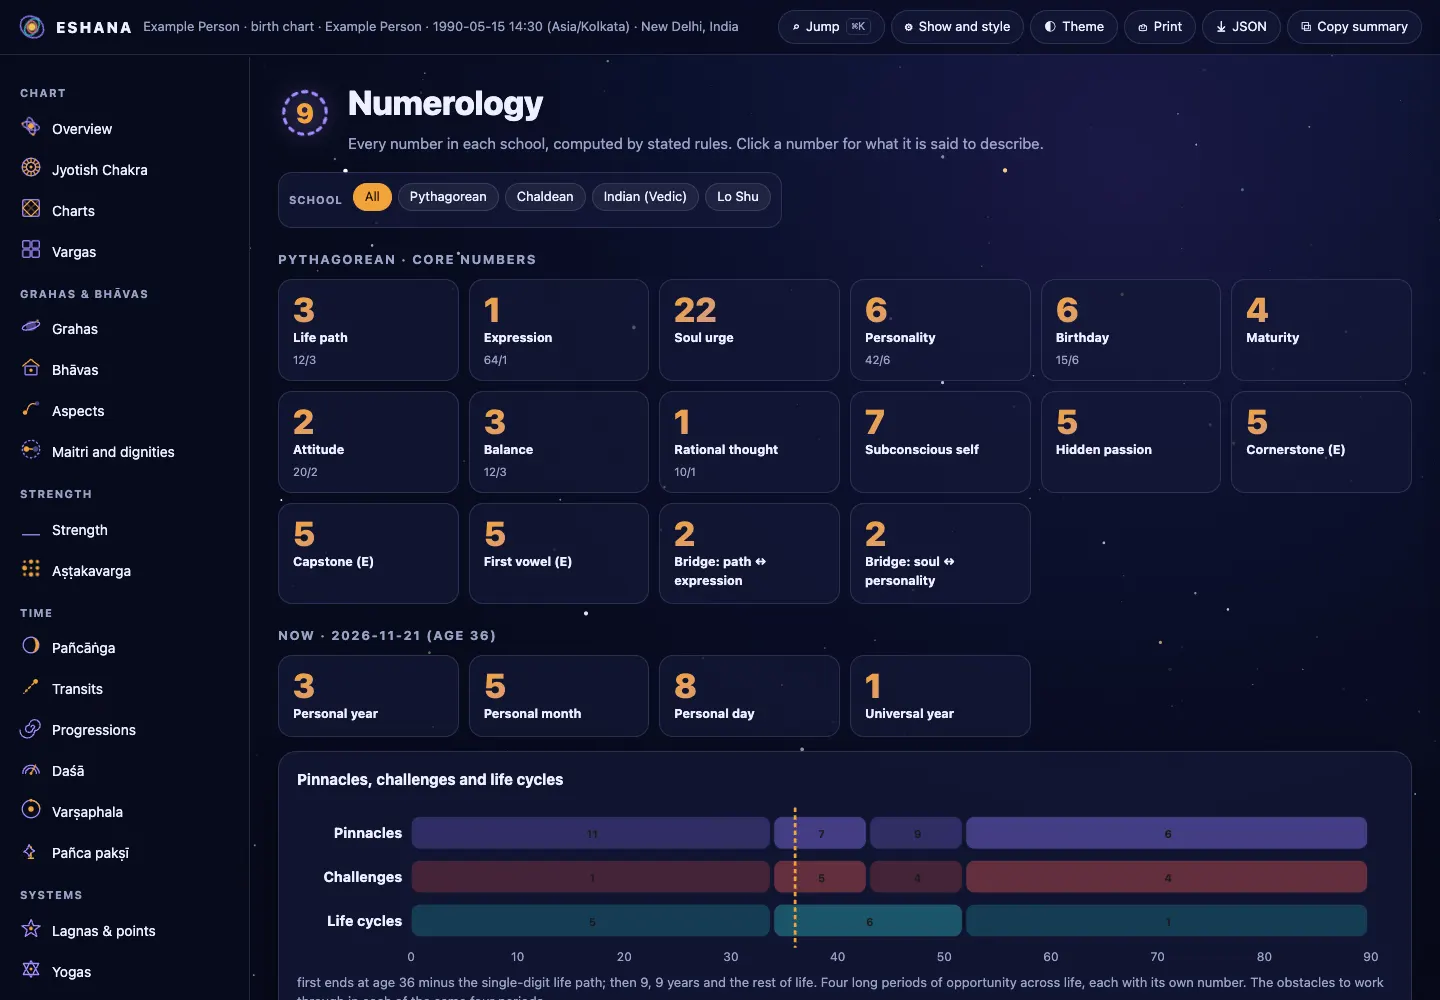 ESHANA
Example Person · birth chart · Example Person · 1990-05-15 14:30 (Asia/Kolkata) · New Delhi, India
Jump ⌘K
Show and style
Theme
Print
JSON
Copy summary
CHART
Overview
Jyotish Chakra
Charts
Vargas
GRAHAS & BHĀVAS
Grahas
Bhāvas
Aspects
Maitri and dignities
STRENGTH
Strength
Aṣṭakavarga
TIME
Pañcāṅga
Transits
Progressions
Daśā
Varṣaphala
Pañca pakṣī
SYSTEMS
Lagnas & points
Yogas
9
Numerology
Every number in each school, computed by stated rules. Click a number for what it is said to describe.
SCHOOL All Pythagorean Chaldean Indian (Vedic) Lo Shu
PYTHAGOREAN · CORE NUMBERS
3
Life path
12/3
1
Expression
64/1
22
Soul urge
6
Personality
42/6
6
Birthday
15/6
4
Maturity
2
Attitude
20/2
3
Balance
12/3
1
Rational thought
10/1
7
Subconscious self
5
Hidden passion
5
Cornerstone (E)
5
Capstone (E)
5
First vowel (E)
2
Bridge: path ↔
expression
2
Bridge: soul ↔
personality
NOW · 2026-11-21 (AGE 36)
3
Personal year
5
Personal month
8
Personal day
1
Universal year
Pinnacles, challenges and life cycles
Pinnacles 11 7 9 6
Challenges 1 5 4 4
Life cycles 5 6 1
0 10 20 30 40 50 60 70 80 90
first ends at age 36 minus the single-digit life path; then 9, 9 years and the rest of life. Four long periods of opportunity across life, each with its own number. The obstacles to work
through in each of the same four periods.